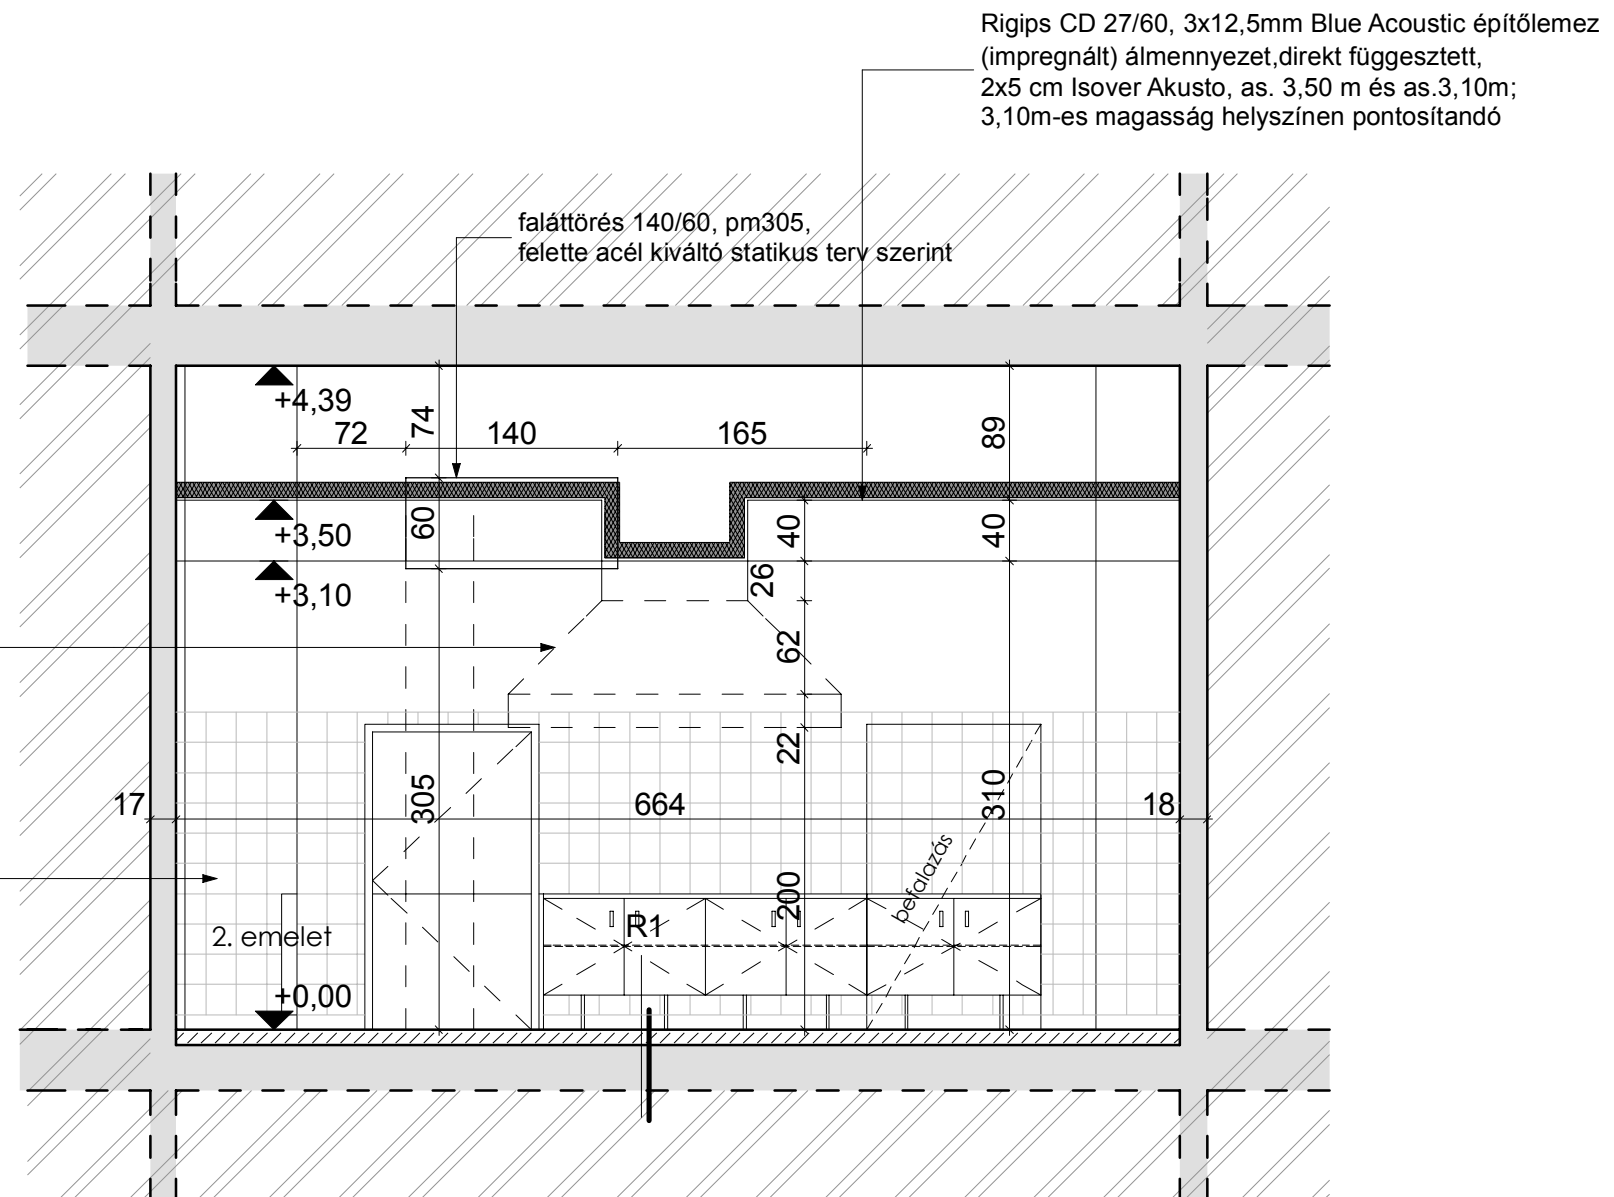 Rigips CD 27/60, 3x12,5mm Blue Acoustic építőlemez
(impregnált) álmennyezet,direkt függesztett,
2x5 cm Isover Akusto, as. 3,50 m és as.3,10m;
3,10m-es magasság helyszínen pontosítandó
faláttörés 140/60, pm305,
felette acél kiváltó statikus terv szerint
+4,39
74
89
72
140
165
+3,50
60
40
40
+3,10
26
62
22
305
310
17
664
18
befalazás
200
R1
2. emelet
+0,00